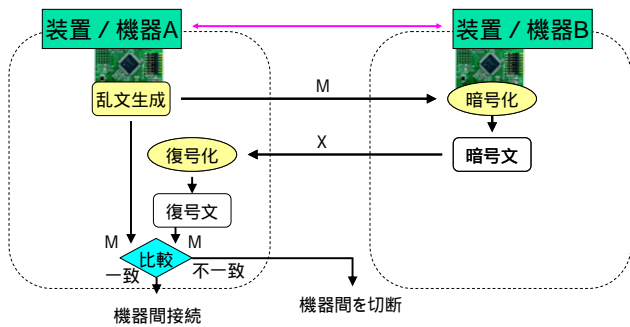 装置 / 機器A
装置 / 機器B
乱文生成
M
暗号化
復号化
X
暗号文
復号文
M
M
比較
一致
不一致
機器間接続
機器間を切断